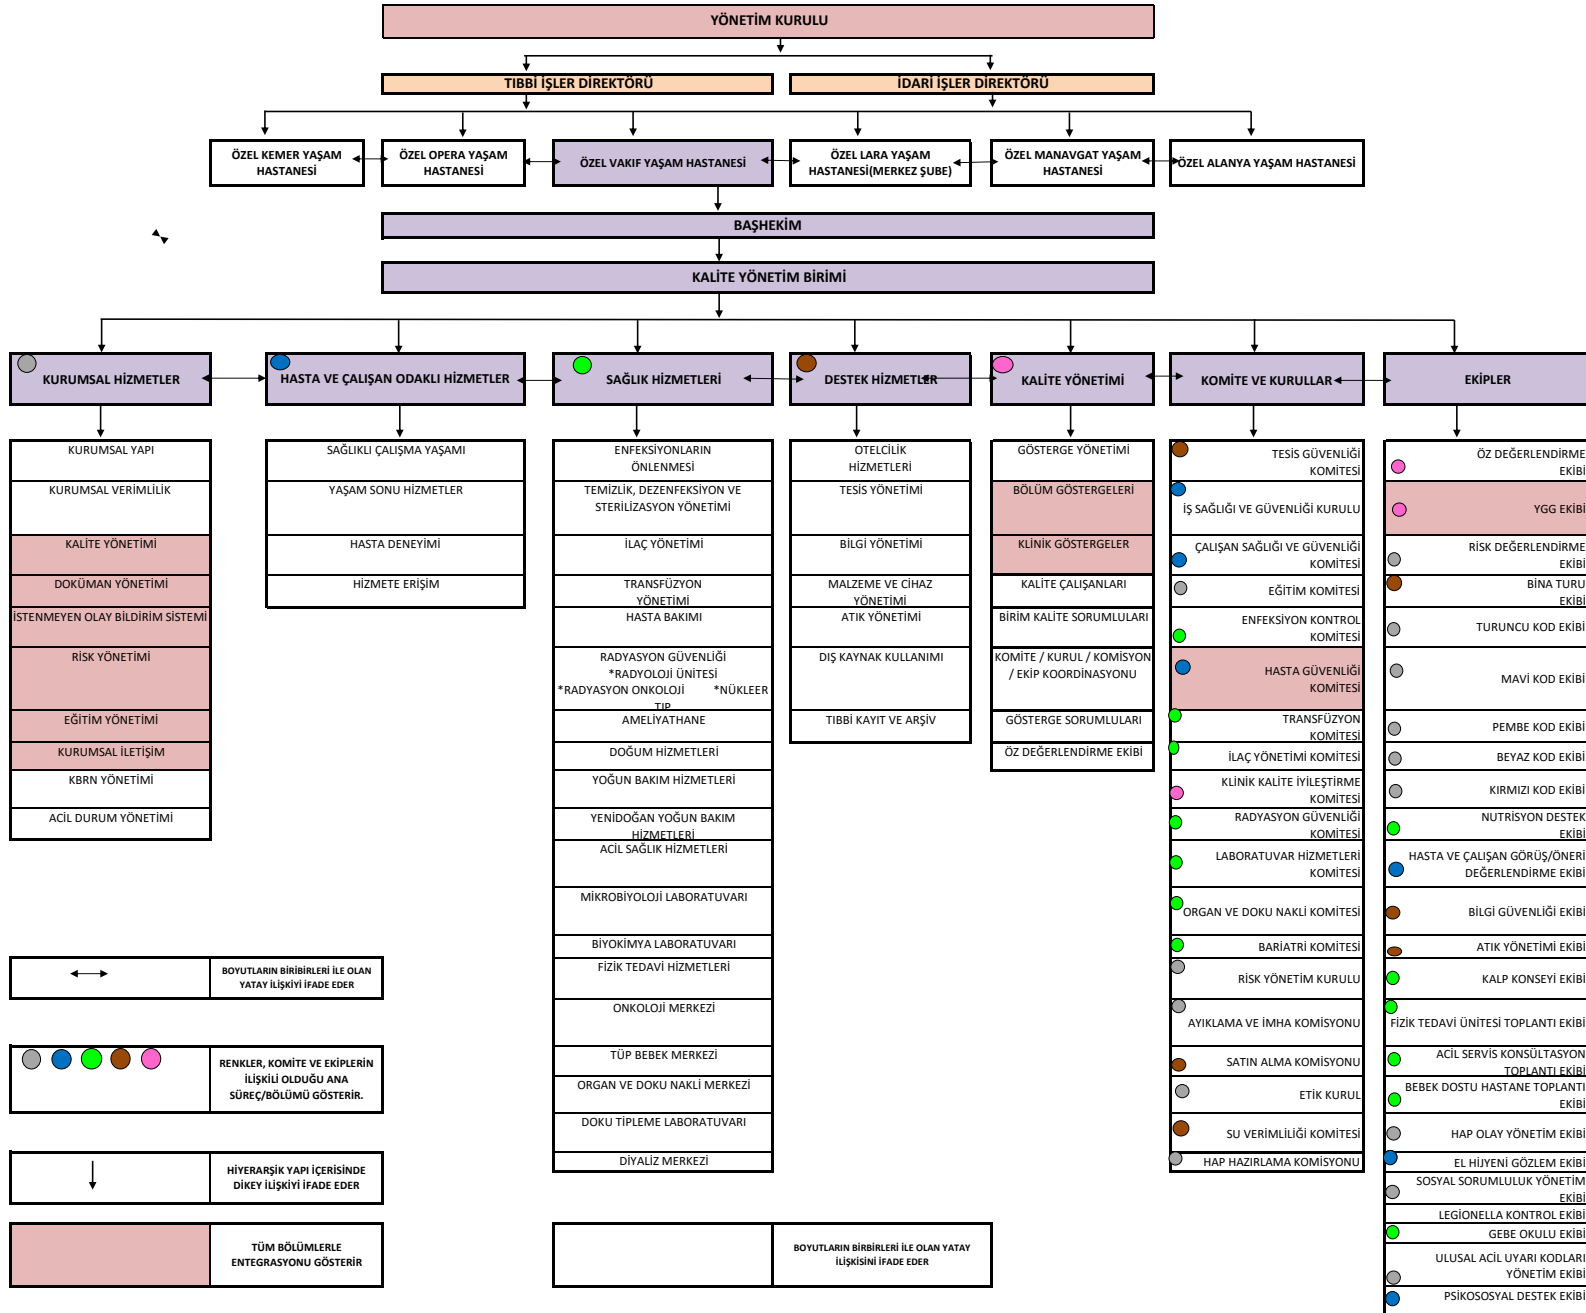 YÖNETİM KURULU
TIBBİ İŞLER DİREKTÖRÜ
İDARİ İŞLER DİREKTÖRÜ
ÖZEL KEMER YAŞAM
HASTANESİ
ÖZEL OPERA YAŞAM
HASTANESİ
ÖZEL VAKIF YAŞAM HASTANESİ
ÖZEL LARA YAŞAM
HASTANESİ(MERKEZ ŞUBE)
ÖZEL MANAVGAT YAŞAM
HASTANESİ
ÖZEL ALANYA YAŞAM HASTANESİ
BAŞHEKİM
KALİTE YÖNETİM BİRİMİ
KURUMSAL HİZMETLER
HASTA VE ÇALIŞAN ODAKLI HİZMETLER
SAĞLIK HİZMETLERİ
DESTEK HİZMETLER
KALİTE YÖNETİMİ
KOMİTE VE KURULLAR
EKİPLER
KURUMSAL YAPI
KURUMSAL VERİMLİLİK
KALİTE YÖNETİMİ
DOKÜMAN YÖNETİMİ
İSTENMEYEN OLAY BİLDİRİM SİSTEMİ
RİSK YÖNETİMİ
EĞİTİM YÖNETİMİ
KURUMSAL İLETİŞİM
KBRN YÖNETİMİ
ACİL DURUM YÖNETİMİ
SAĞLIKLI ÇALIŞMA YAŞAMI
YAŞAM SONU HİZMETLER
HASTA DENEYİMİ
HİZMETE ERİŞİM
ENFEKSİYONLARIN
ÖNLENMESİ
TEMİZLİK, DEZENFEKSİYON VE
STERİLİZASYON YÖNETİMİ
İLAÇ YÖNETİMİ
TRANSFÜZYON
YÖNETİMİ
HASTA BAKIMI
RADYASYON GÜVENLİĞİ
*RADYOLOJİ ÜNİTESİ
*RADYASYON ONKOLOJİ *NÜKLEER
TIP
AMELİYATHANE
DOĞUM HİZMETLERİ
YOĞUN BAKIM HİZMETLERİ
YENİDOĞAN YOĞUN BAKIM
HİZMETLERİ
ACİL SAĞLIK HİZMETLERİ
MİKROBİYOLOJİ LABORATUVARI
BİYOKİMYA LABORATUVARI
FİZİK TEDAVİ HİZMETLERİ
ONKOLOJİ MERKEZİ
TÜP BEBEK MERKEZİ
ORGAN VE DOKU NAKLİ MERKEZİ
DOKU TİPLEME LABORATUVARI
DİYALİZ MERKEZİ
OTELCİLİK
HİZMETLERİ
TESİS YÖNETİMİ
BİLGİ YÖNETİMİ
MALZEME VE CİHAZ
YÖNETİMİ
ATIK YÖNETİMİ
DIŞ KAYNAK KULLANIMI
TIBBİ KAYIT VE ARŞİV
GÖSTERGE YÖNETİMİ
BÖLÜM GÖSTERGELERİ
KLİNİK GÖSTERGELER
KALİTE ÇALIŞANLARI
BİRİM KALİTE SORUMLULARI
KOMİTE / KURUL / KOMİSYON
/ EKİP KOORDİNASYONU
GÖSTERGE SORUMLULARI
ÖZ DEĞERLENDİRME EKİBİ
TESİS GÜVENLİĞİ
KOMİTESİ
İŞ SAĞLIĞI VE GÜVENLİĞİ KURULU
ÇALIŞAN SAĞLIĞI VE GÜVENLİĞİ
KOMİTESİ
EĞİTİM KOMİTESİ
ENFEKSİYON KONTROL
KOMİTESİ
HASTA GÜVENLİĞİ
KOMİTESİ
TRANSFÜZYON
KOMİTESİ
İLAÇ YÖNETİMİ KOMİTESİ
KLİNİK KALİTE İYİLEŞTİRME
KOMİTESİ
RADYASYON GÜVENLİĞİ
KOMİTESİ
LABORATUVAR HİZMETLERİ
KOMİTESİ
ORGAN VE DOKU NAKLİ KOMİTESİ
BARİATRİ KOMİTESİ
RİSK YÖNETİM KURULU
AYIKLAMA VE İMHA KOMİSYONU
SATIN ALMA KOMİSYONU
ETİK KURUL
SU VERİMLİLİĞİ KOMİTESİ
HAP HAZIRLAMA KOMİSYONU
ÖZ DEĞERLENDİRME
EKİBİ
YGG EKİBİ
RİSK DEĞERLENDİRME
EKİBİ
BİNA TURU
EKİBİ
TURUNCU KOD EKİBİ
MAVİ KOD EKİBİ
PEMBE KOD EKİBİ
BEYAZ KOD EKİBİ
KIRMIZI KOD EKİBİ
NUTRİSYON DESTEK
EKİBİ
HASTA VE ÇALIŞAN GÖRÜŞ/ÖNERİ
DEĞERLENDİRME EKİBİ
BİLGİ GÜVENLİĞİ EKİBİ
ATIK YÖNETİMİ EKİBİ
KALP KONSEYİ EKİBİ
FİZİK TEDAVİ ÜNİTESİ TOPLANTI EKİBİ
ACİL SERVİS KONSÜLTASYON
TOPLANTI EKİBİ
BEBEK DOSTU HASTANE TOPLANTI
EKİBİ
HAP OLAY YÖNETİM EKİBİ
EL HİJYENİ GÖZLEM EKİBİ
SOSYAL SORUMLULUK YÖNETİM
EKİBİ
LEGİONELLA KONTROL EKİBİ
GEBE OKULU EKİBİ
ULUSAL ACİL UYARI KODLARI
YÖNETİM EKİBİ
PSİKOSOSYAL DESTEK EKİBİ
BOYUTLARIN BİRİBİRLERİ İLE OLAN
YATAY İLİŞKİYİ İFADE EDER
RENKLER, KOMİTE VE EKİPLERİN
İLİŞKİLİ OLDUĞU ANA
SÜREÇ/BÖLÜMÜ GÖSTERİR.
HİYERARŞİK YAPI İÇERİSİNDE
DİKEY İLİŞKİYİ İFADE EDER
TÜM BÖLÜMLERLE
ENTEGRASYONU GÖSTERİR
BOYUTLARIN BİRBİRLERİ İLE OLAN YATAY
İLİŞKİSİNİ İFADE EDER